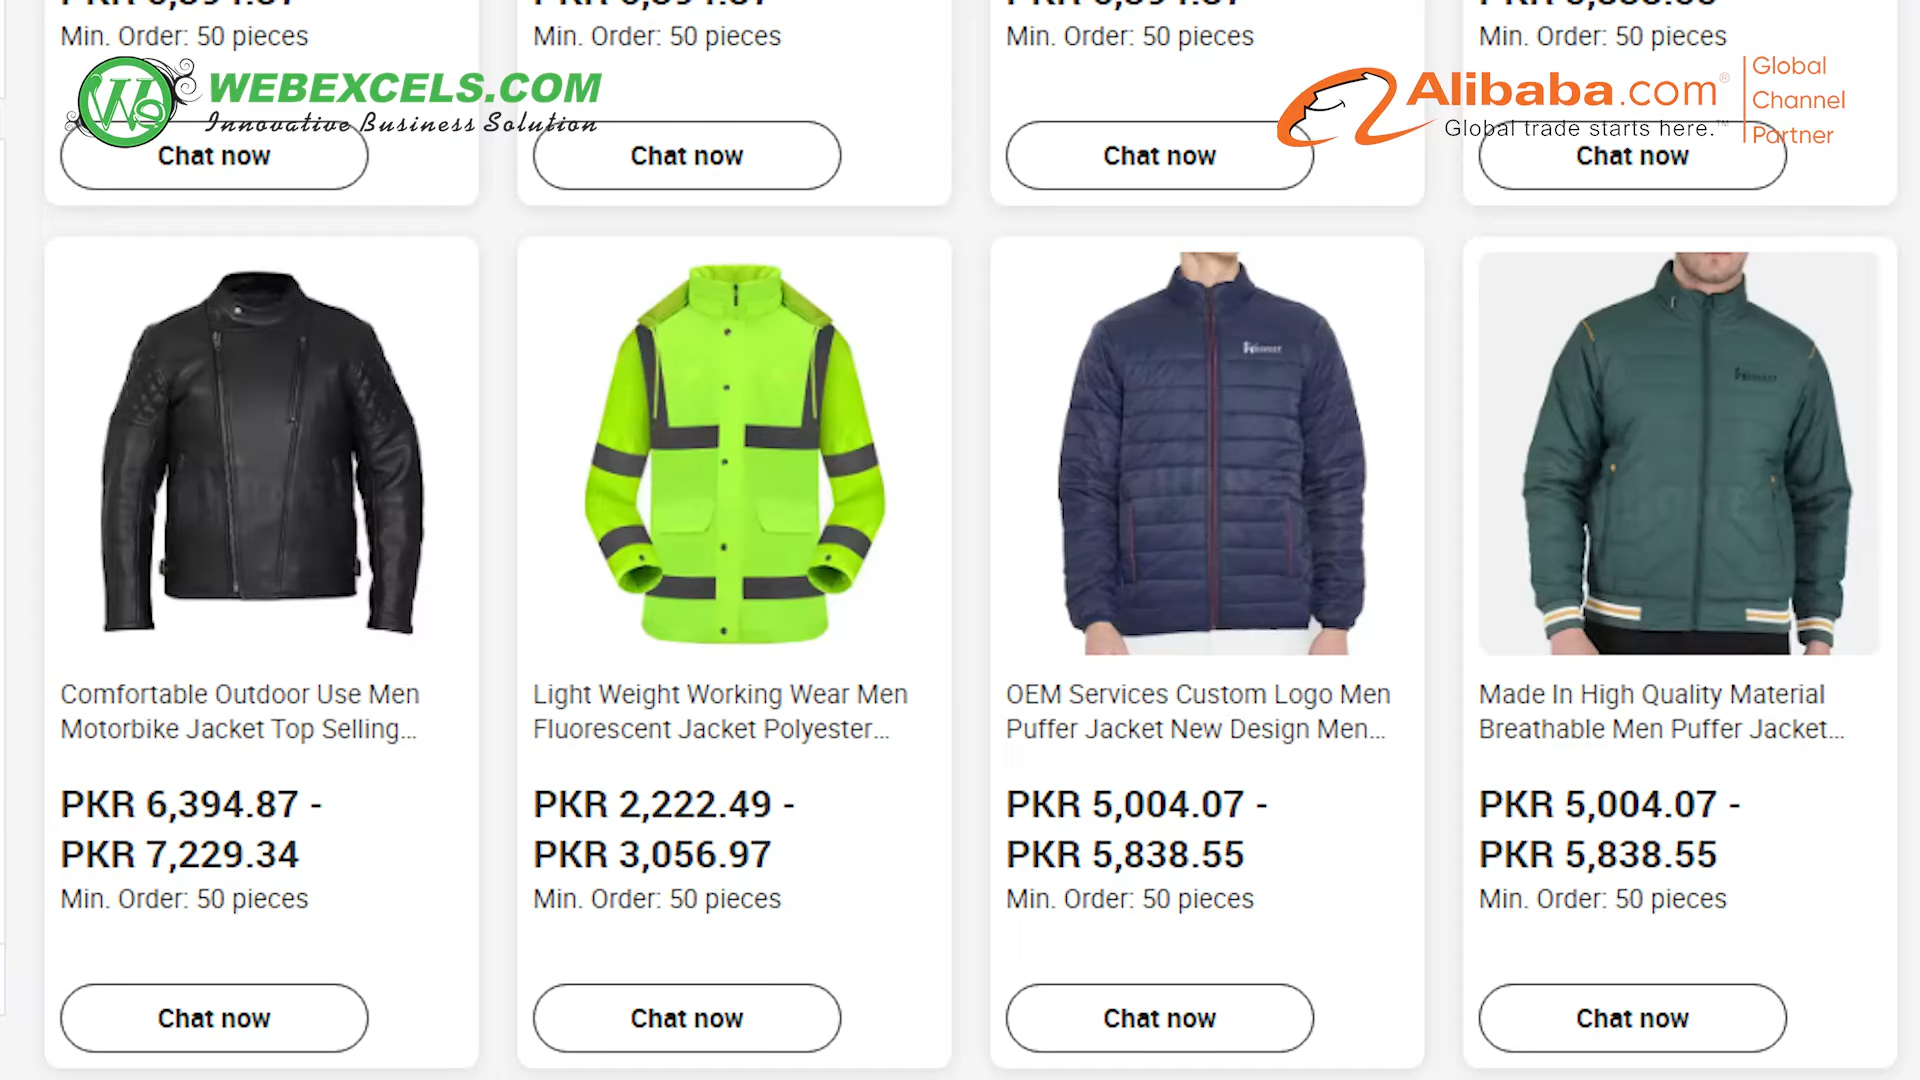 Min. Order: 50 pieces
Min. Order: 50 pieces
Min. Order: 50 pieces
Min. Order: 50 pieces
WEBEXCELS.COM
Innovative Business Solution
Alibaba.com®
Global trade starts here.™
Global
Channel
Partner
Chat now
Chat now
Chat now
Chat now
Comfortable Outdoor Use Men
Motorbike Jacket Top Selling...
PKR 6,394.87 -
PKR 7,229.34
Min. Order: 50 pieces
Chat now
Light Weight Working Wear Men
Fluorescent Jacket Polyester...
PKR 2,222.49 -
PKR 3,056.97
Min. Order: 50 pieces
Chat now
OEM Services Custom Logo Men
Puffer Jacket New Design Men...
PKR 5,004.07 -
PKR 5,838.55
Min. Order: 50 pieces
Chat now
Made In High Quality Material
Breathable Men Puffer Jacket...
PKR 5,004.07 -
PKR 5,838.55
Min. Order: 50 pieces
Chat now